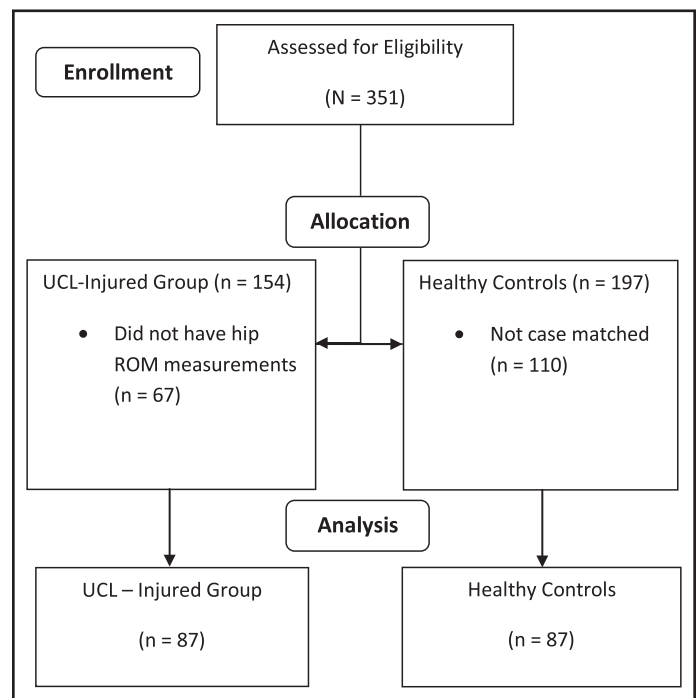 Enrollment
Assessed for Eligibility
(N = 351)
Allocation
UCL-Injured Group (n = 154)
• Did not have hip
ROM measurements
(n = 67)
Healthy Controls (n = 197)
• Not case matched
(n = 110)
Analysis
UCL – Injured Group
(n = 87)
Healthy Controls
(n = 87)